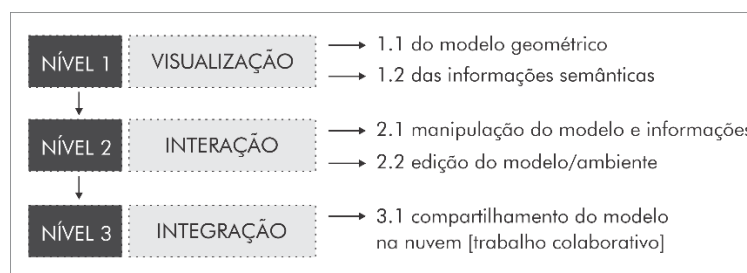 NÍVEL 1 VISUALIZAÇÃO 1.1 do modelo geométrico
1.2 das informações semânticas
NÍVEL 2 INTERAÇÃO 2.1 manipulação do modelo e informações
2.2 edição do modelo/ambiente
NÍVEL 3 INTEGRAÇÃO 3.1 compartilhamento do modelo
na nuvem [trabalho colaborativo]